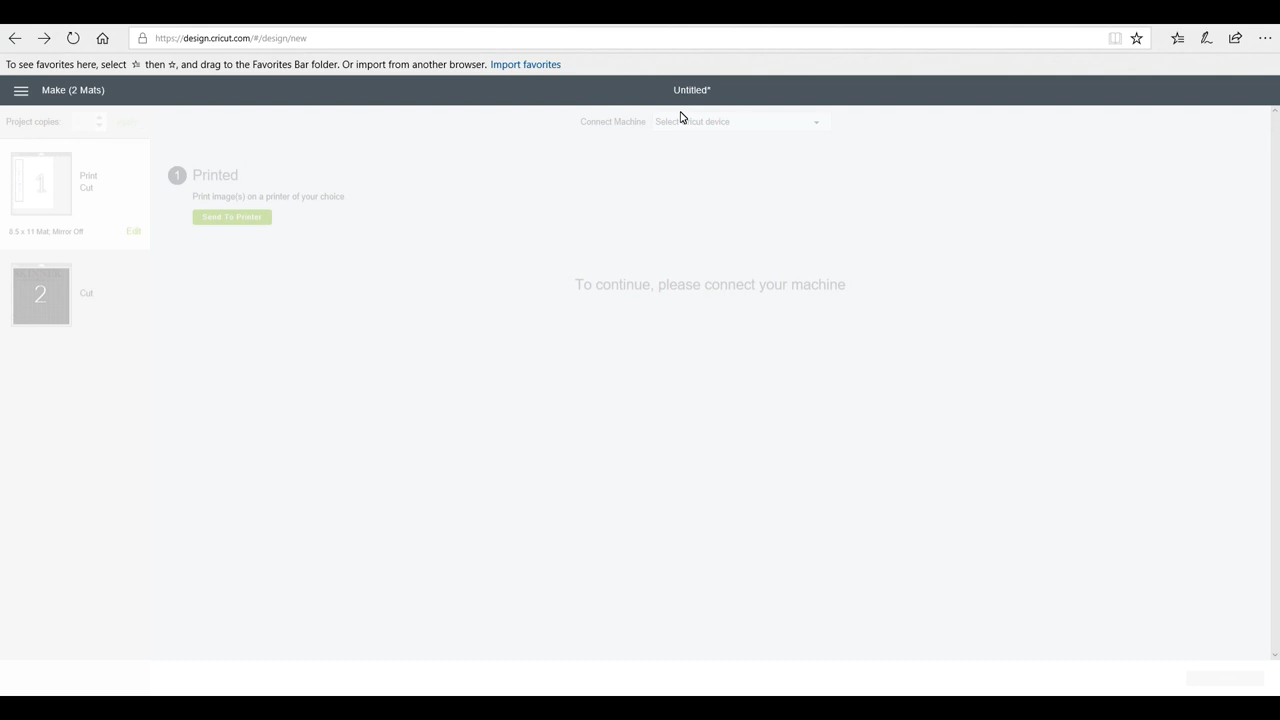 https://design.cricut.com/#/design/new
To see favorites here, select ☆ then ☆, and drag to the Favorites Bar folder. Or import from another browser. Import favorites
Make (2 Mats)
Untitled*
Project copies:
Connect Machine
Select Cricut device
1
Print
Cut
8.5 x 11 Mat: Mirror Off
Edit
2
Cut
1 Printed
Print image(s) on a printer of your choice.
Send To Printer
To continue, please connect your machine